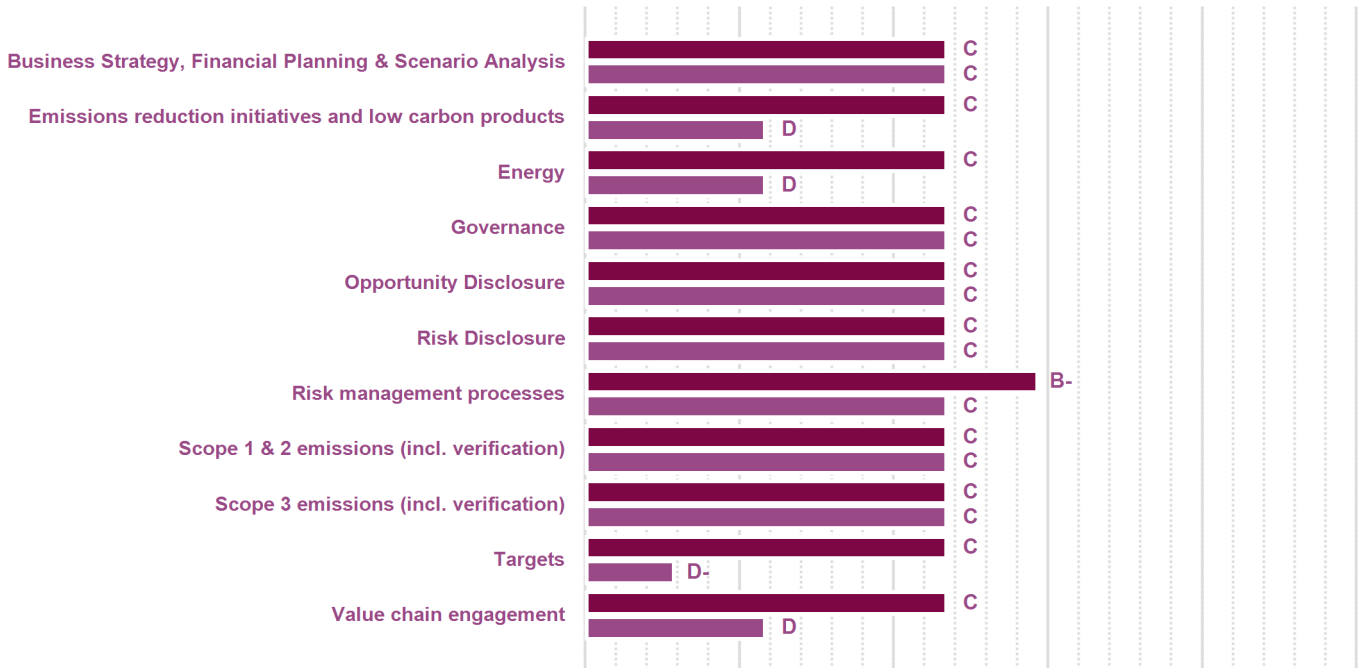 Business Strategy, Financial Planning & Scenario Analysis
C
C
Emissions reduction initiatives and low carbon products
C
D
Energy
C
D
Governance
C
C
Opportunity Disclosure
C
C
Risk Disclosure
C
C
Risk management processes
B-
C
Scope 1 & 2 emissions (incl. verification)
C
C
Scope 3 emissions (incl. verification)
C
C
Targets
C
D-
Value chain engagement
C
D